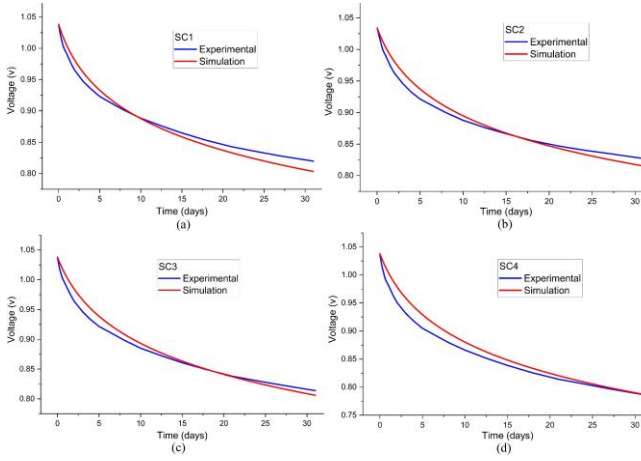 SC1
Experimental
Simulation
Voltage (v)
1.05
1.00
0.95
0.90
0.85
0.80
0 5 10 15 20 25 30
Time (days)
(a)
SC2
Experimental
Simulation
Voltage (v)
1.05
1.00
0.95
0.90
0.85
0.80
0 5 10 15 20 25 30
Time (days)
(b)
SC3
Experimental
Simulation
Voltage (v)
1.05
1.00
0.95
0.90
0.85
0.80
0 5 10 15 20 25 30
Time (days)
(c)
SC4
Experimental
Simulation
Voltage (v)
1.05
1.00
0.95
0.90
0.85
0.80
0.75
0 5 10 15 20 25 30
Time (days)
(d)